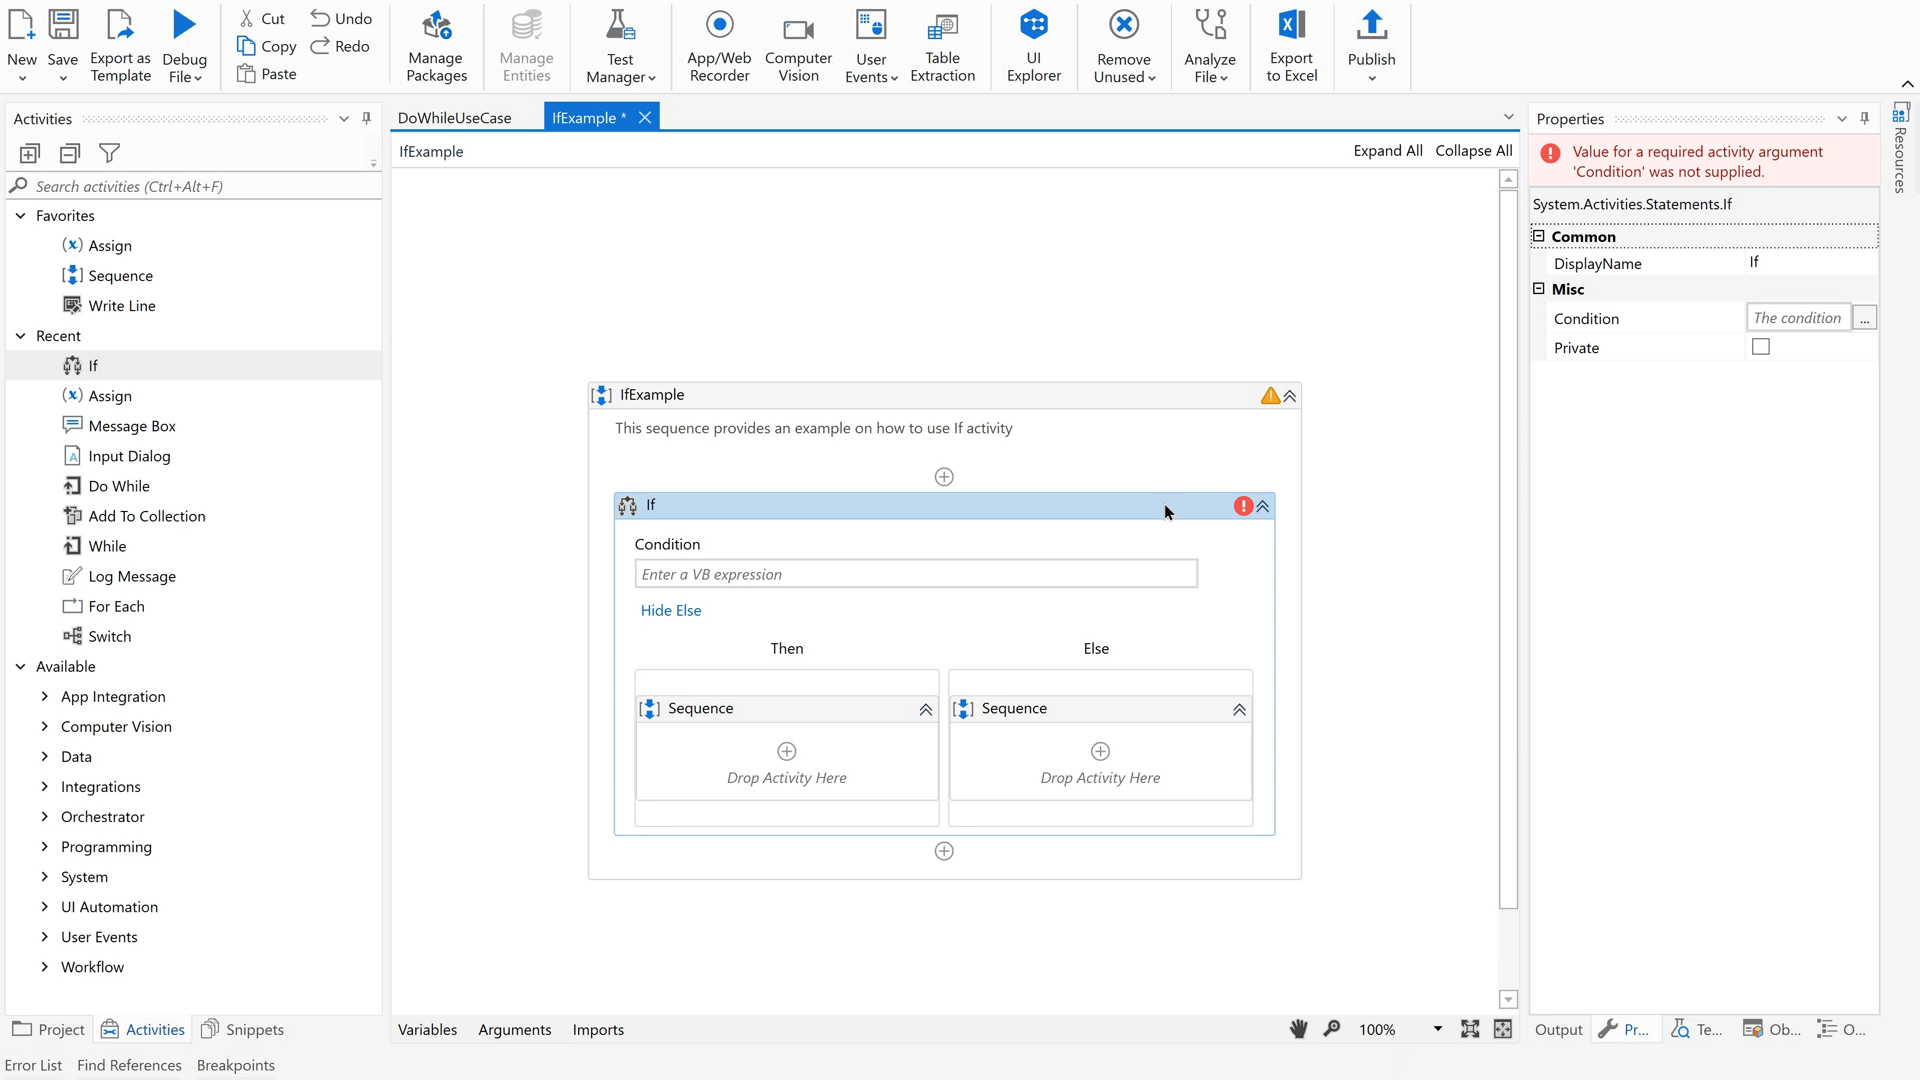 New
Save
Export as
Template
Debug
File
Cut
Copy
Paste
Undo
Redo
Manage
Packages
Manage
Entities
Test
Manager
App/Web
Recorder
Computer
Vision
User
Events
Table
Extraction
UI
Explorer
Remove
Unused
Analyze
File
Export
to Excel
Publish
Activities
Search activities (Ctrl+Alt+F)
Favorites
Assign
Sequence
Write Line
Recent
If
Assign
Message Box
Input Dialog
Do While
Add To Collection
While
Log Message
For Each
Switch
Available
App Integration
Computer Vision
Data
Integrations
Orchestrator
Programming
System
UI Automation
User Events
Workflow
Project
Activities
Snippets
DoWhileUseCase
IfExample *
IfExample
Expand All
Collapse All
IfExample
This sequence provides an example on how to use If activity
If
Condition
Enter a VB expression
Hide Else
Then
Else
Sequence
Drop Activity Here
Sequence
Drop Activity Here
Variables
Arguments
Imports
100%
Properties
Value for a required activity argument
'Condition' was not supplied.
System.Activities.Statements.If
Common
DisplayName
If
Misc
Condition
The condition
...
Private
Output
Pr...
Te...
Ob...
O...
Resources
Error List
Find References
Breakpoints